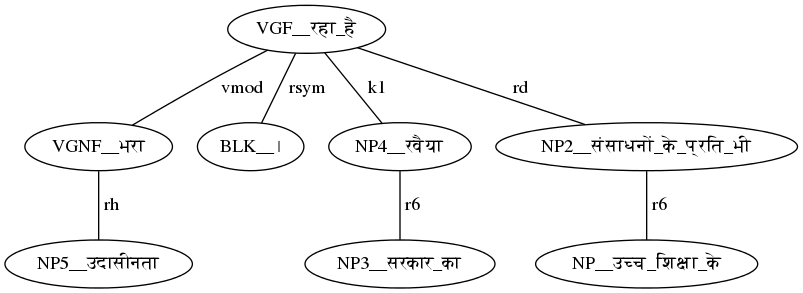 VGF__रहा_है
vmod rsym k1 rd
VGNF__भरा BLK__। NP4__रवैया NP2__संसाधनों_के_प्रति_भी
rh r6 r6
NP5__उदासीनता NP3__सरकार_का NP__उच्च_शिक्षा_के